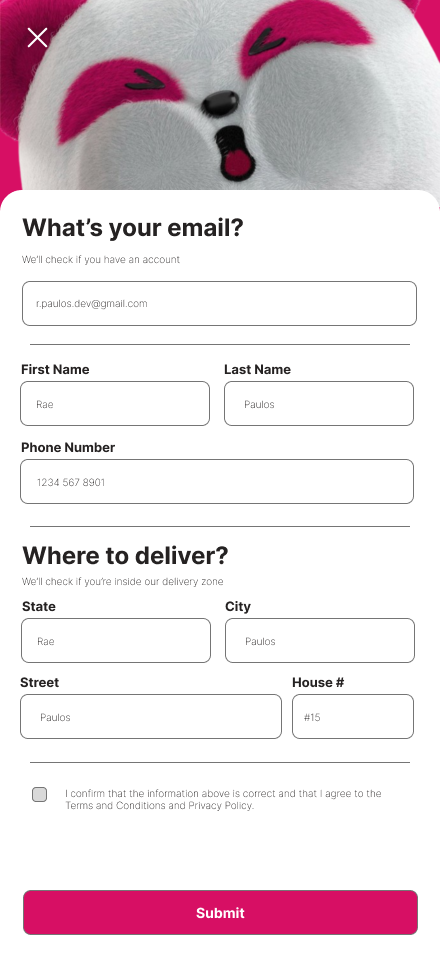 What’s your email?
We’ll check if you have an account
r.paulos.dev@gmail.com
First Name
Last Name
Rae
Paulos
Phone Number
1234 567 8901
Where to deliver?
We’ll check if you’re inside our delivery zone
State
City
Rae
Paulos
Street
House #
Paulos
#15
I confirm that the information above is correct and that I agree to the
Terms and Conditions and Privacy Policy.
Submit